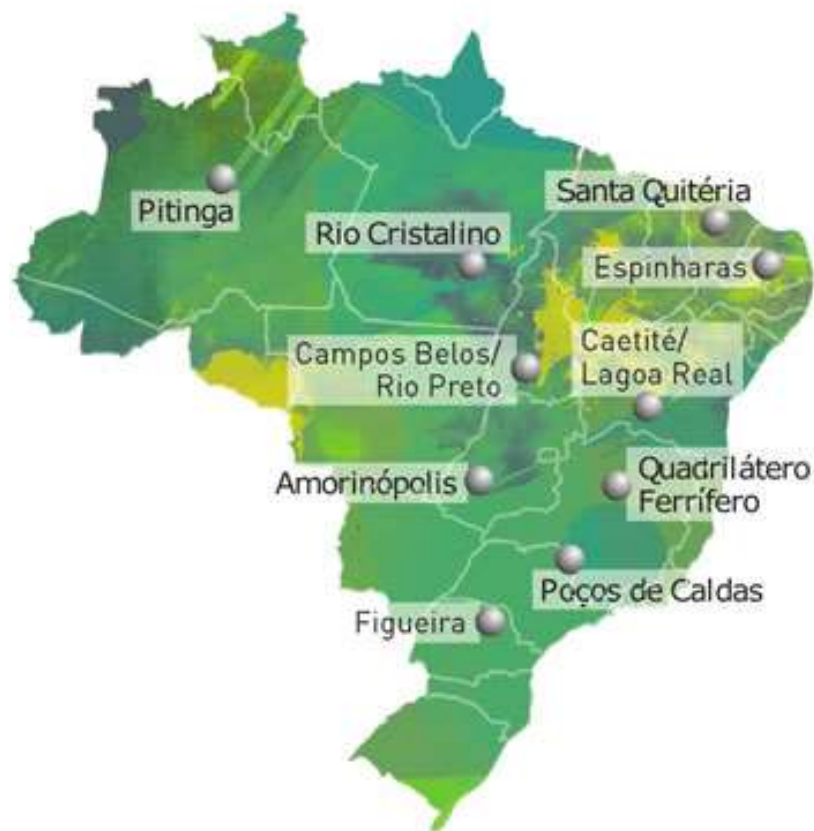 Santa Quitéria
Pitinga
Rio Cristalino
Espinharas
Campos Belos/
Rio Preto
Caetité/
Lagoa Real
Amorinópolis
Quadrilátero
Ferrífero
Poços de Caldas
Figueira